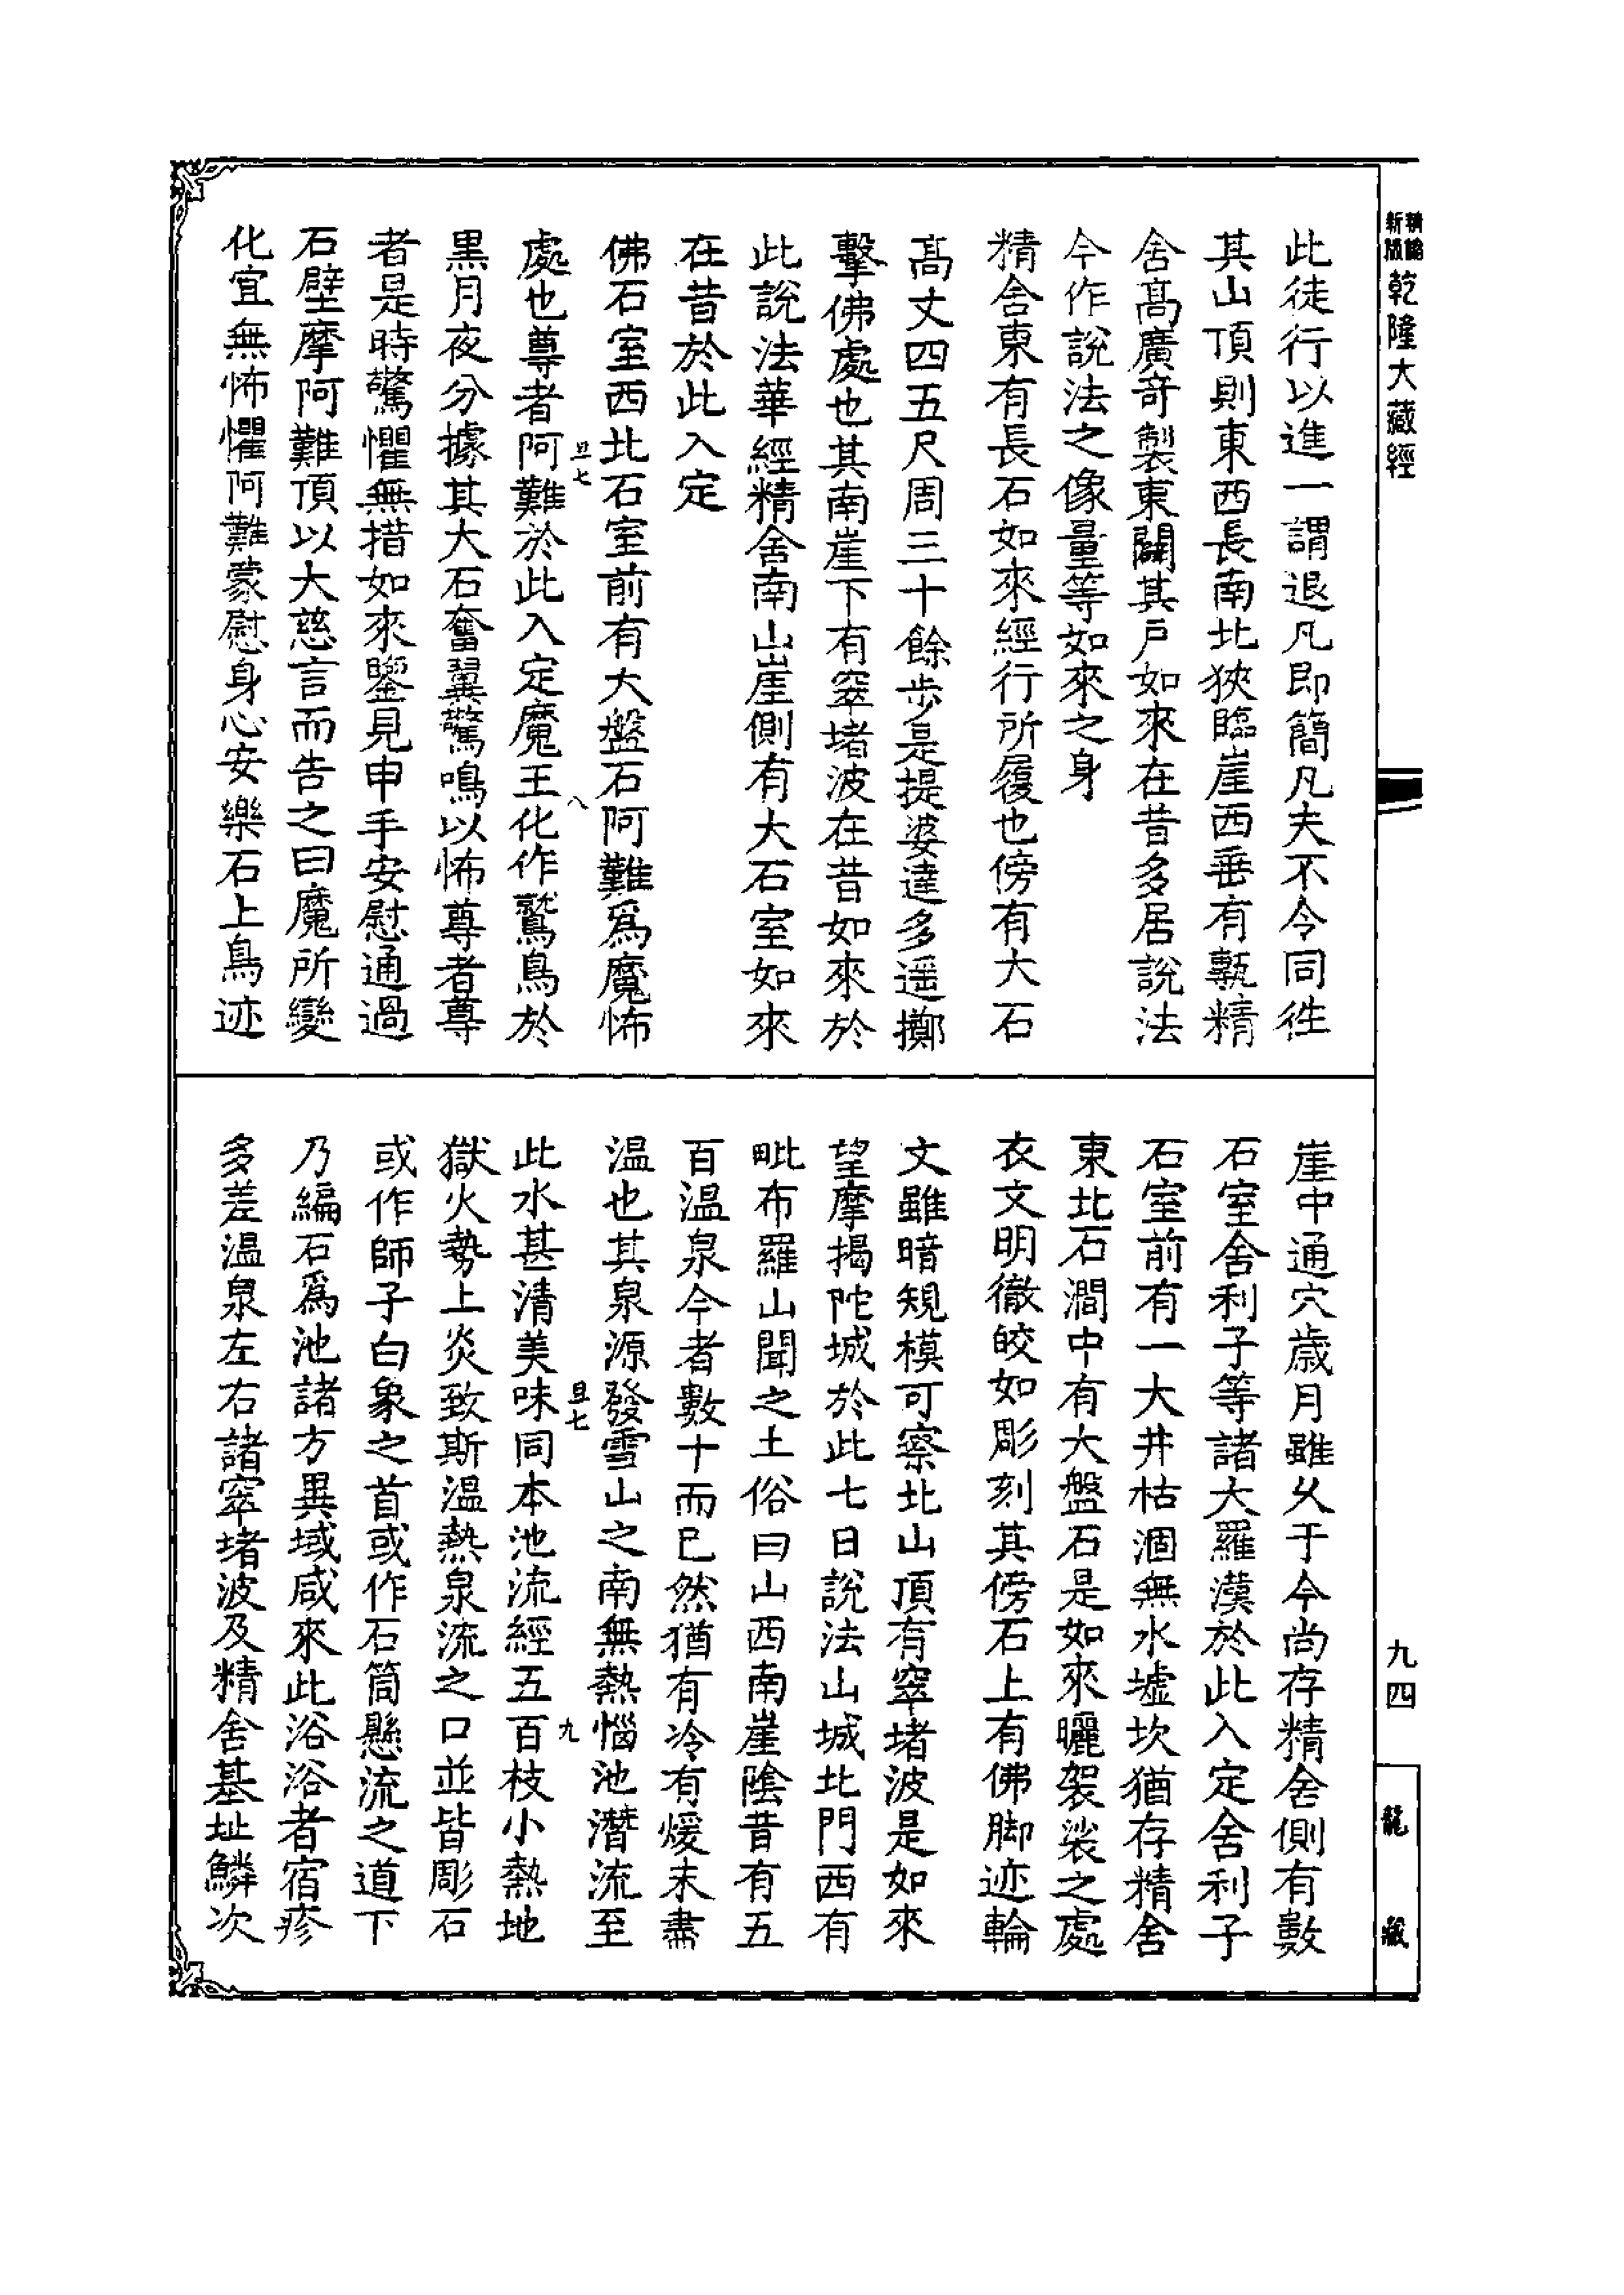 乾隆大藏經
此徒行以進一謂退凡即簡凡夫不令同徃
其山頂則東西長南北狹臨崖西垂有甎精
舍髙廣竒製東闢其戸如來在昔多居說法
今作說法之像量等如來之身
精舍東有長石如來經行所履也傍有大石
髙丈四五尺周三十餘步是提婆達多遥擲
擊佛處也其南崖下有窣堵波在昔如來於
此說法華經精舍南山崖側有大石室如來
在昔於此入定
佛石室西北石室前有大盤石阿難爲魔怖
旦七
八
處也尊者阿難於此入定魔王化作鷲鳥於
黒月夜分據其大石奮翼驚鳴以怖尊者尊
者是時驚懼無措如來鑒見申手安慰通過
石壁摩阿難頂以大慈言而告之曰魔所變
化宜無怖懼阿難蒙慰身心安樂石上鳥迹
崖中通穴歲月雖乆于今尚存精舍側有數
石室舍利子等諸大羅漢於此入定舍利子
石室前有一大井枯涸無水墟坎猶存精舍
東北石澗中有大盤石是如來曬袈裟之處
衣文明徹皎如彫刻其傍石上有佛脚迹輪
文雖暗規模可察北山頂有窣堵波是如來
望摩揭陀城於此七日說法山城北門西有
毗布羅山聞之土俗曰山西南崖隂昔有五
百温泉今者數十而已然猶有冷有煖未盡
温也其泉源發雪山之南無熱惱池潛流至
旦七
九
此水甚清美味同本池流經五百枝小熱地
獄火勢上炎致斯温熱泉流之口並皆彫石
或作師子白象之首或作石筒懸流之道下
乃編石爲池諸方異域咸來此浴浴者宿疹
多差温泉左右諸窣堵波及精舍基址鱗次
九四
龍藏